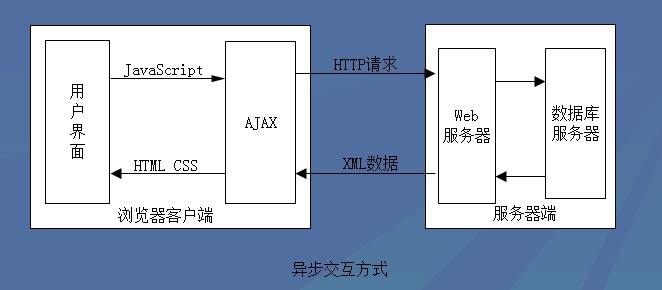 用
户
界
面
JavaScript
HTML CSS
AJAX
浏览器客户端
HTTP请求
XML数据
Web
服务器
数据库
服务器
服务器端
异步交互方式